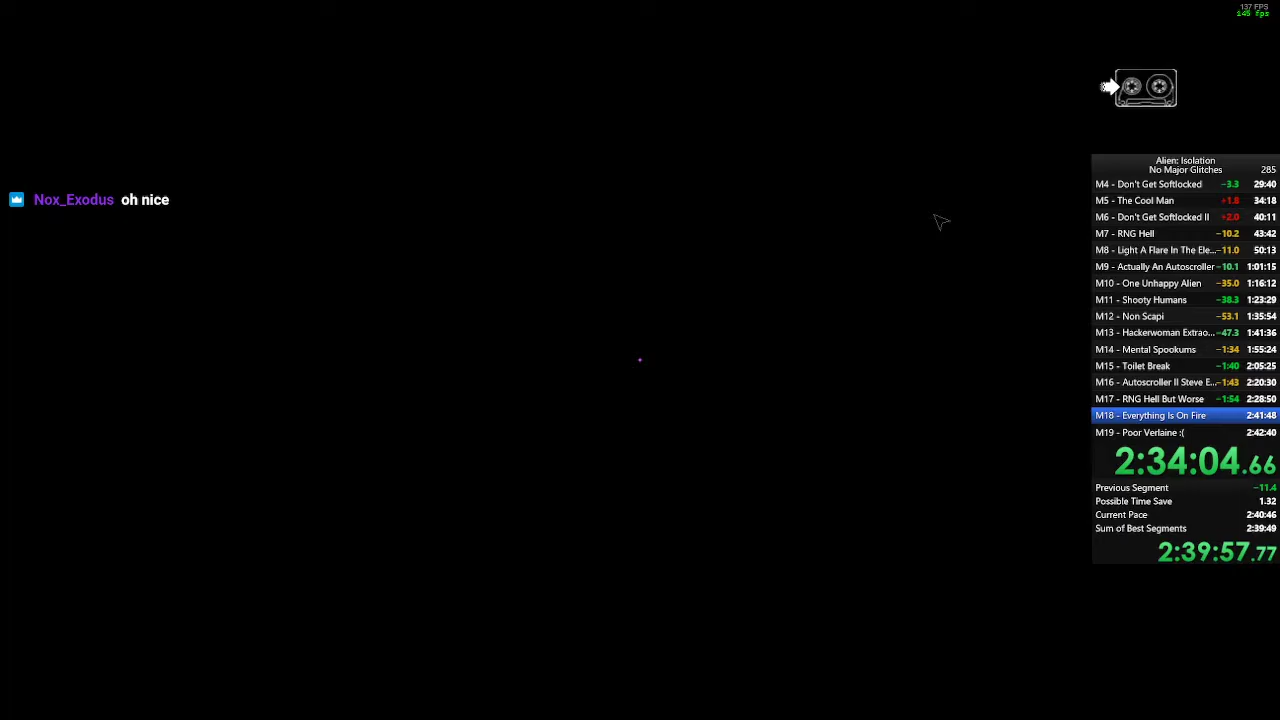 137 FPS
145 fps
Nox_Exodus oh nice
Alien: Isolation
No Major Glitches 285
M4 - Don't Get Softlocked −3.3 29:40
M5 - The Cool Man +1.8 34:18
M6 - Don't Get Softlocked II +2.0 40:11
M7 - RNG Hell −10.2 43:42
M8 - Light A Flare In The Ele... −11.0 50:13
M9 - Actually An Autoscroller −10.1 1:01:15
M10 - One Unhappy Alien −35.0 1:16:12
M11 - Shooty Humans −38.3 1:23:29
M12 - Non Scapi −53.1 1:35:54
M13 - Hackerwoman Extrao... −47.3 1:41:36
M14 - Mental Spookums −1:34 1:55:24
M15 - Toilet Break −1:40 2:05:25
M16 - Autoscroller II Steve E... −1:43 2:20:30
M17 - RNG Hell But Worse −1:54 2:28:50
M18 - Everything Is On Fire 2:41:48
M19 - Poor Verlaine :( 2:42:40
2:34:04.66
Previous Segment −11.4
Possible Time Save 1.32
Current Pace 2:40:46
Sum of Best Segments 2:39:49
2:39:57.77